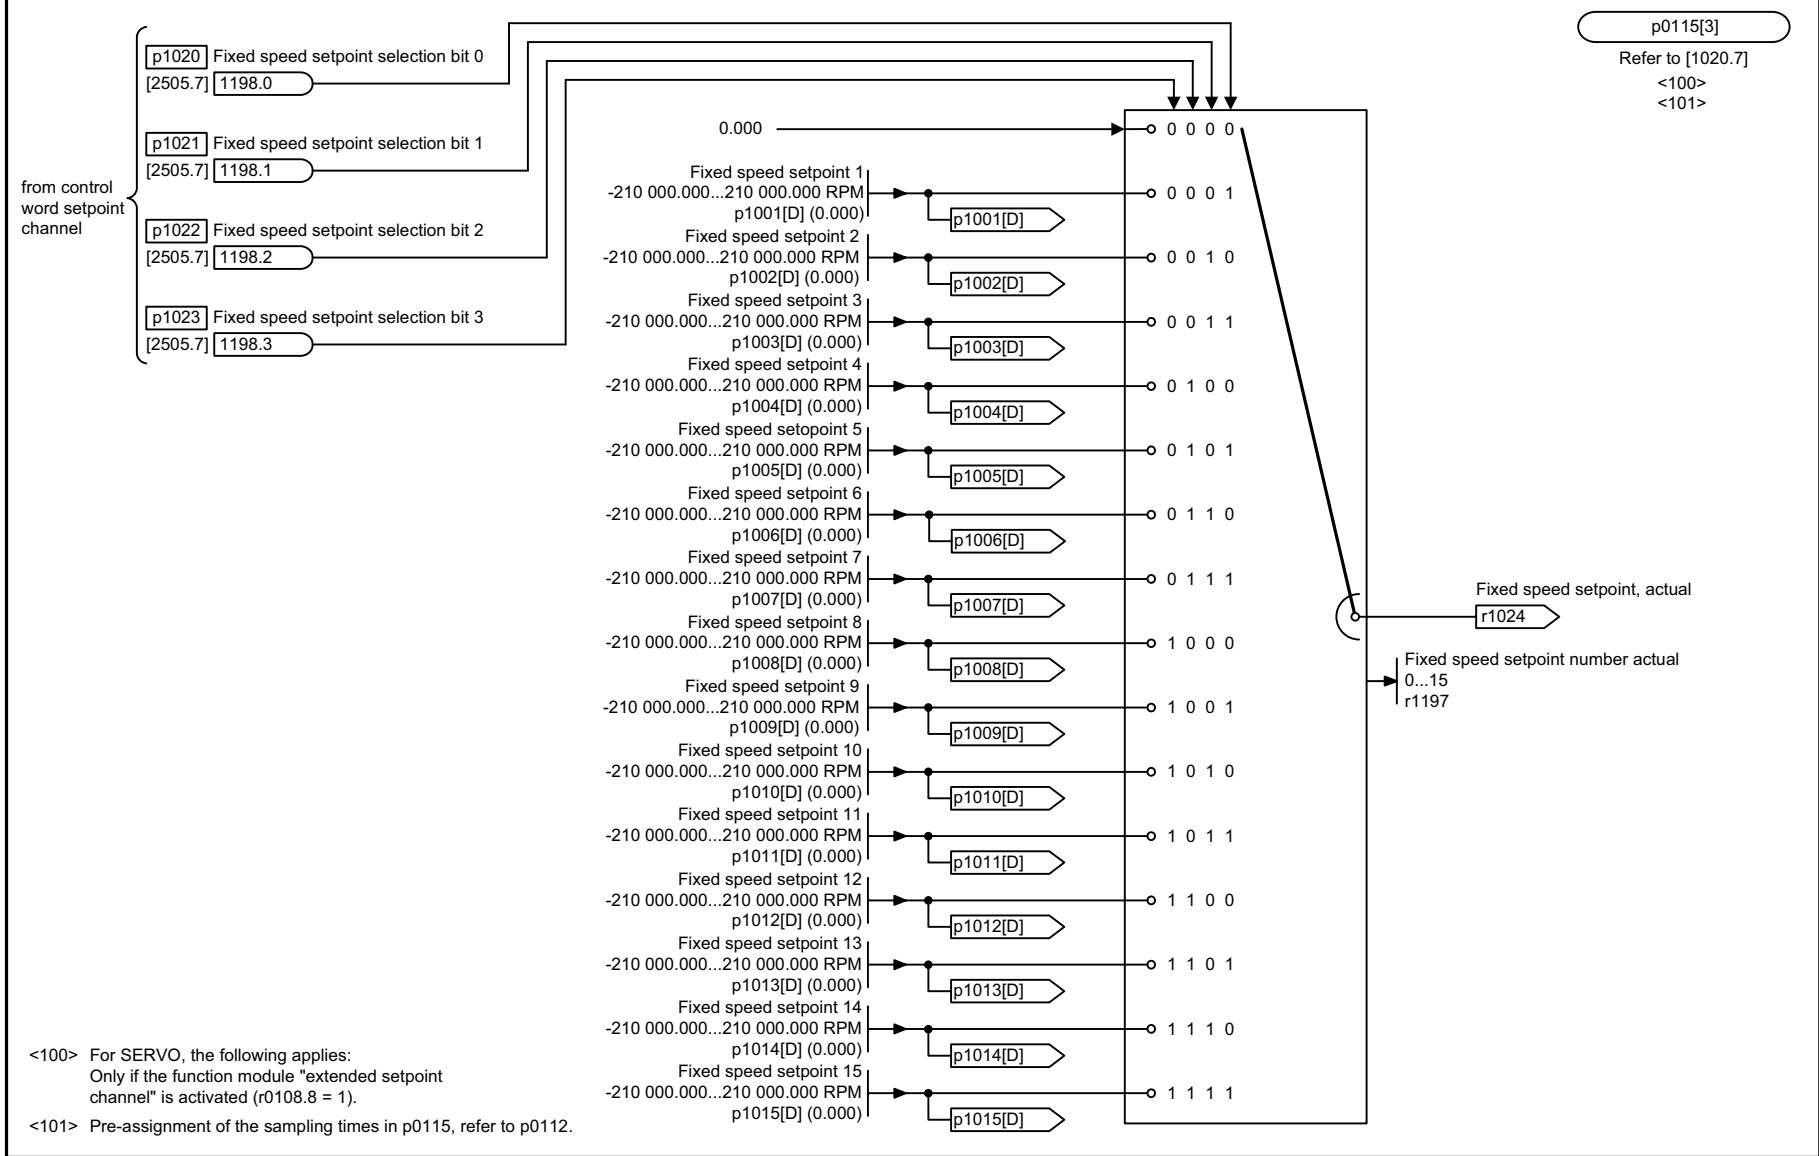 p1020 Fixed speed setpoint selection bit 0
[2505.7] 1198.0
p1021 Fixed speed setpoint selection bit 1
[2505.7] 1198.1
from control
word setpoint
channel
p1022 Fixed speed setpoint selection bit 2
[2505.7] 1198.2
p1023 Fixed speed setpoint selection bit 3
[2505.7] 1198.3
p0115[3]
Refer to [1020.7]
<100>
<101>
0.000
0 0 0 0
Fixed speed setpoint 1
-210 000.000...210 000.000 RPM
p1001[D] (0.000)
p1001[D]
0 0 0 1
Fixed speed setpoint 2
-210 000.000...210 000.000 RPM
p1002[D] (0.000)
p1002[D]
0 0 1 0
Fixed speed setpoint 3
-210 000.000...210 000.000 RPM
p1003[D] (0.000)
p1003[D]
0 0 1 1
Fixed speed setpoint 4
-210 000.000...210 000.000 RPM
p1004[D] (0.000)
p1004[D]
0 1 0 0
Fixed speed setopoint 5
-210 000.000...210 000.000 RPM
p1005[D] (0.000)
p1005[D]
0 1 0 1
Fixed speed setpoint 6
-210 000.000...210 000.000 RPM
p1006[D] (0.000)
p1006[D]
0 1 1 0
Fixed speed setpoint 7
-210 000.000...210 000.000 RPM
p1007[D] (0.000)
p1007[D]
0 1 1 1
Fixed speed setpoint 8
-210 000.000...210 000.000 RPM
p1008[D] (0.000)
p1008[D]
1 0 0 0
Fixed speed setpoint 9
-210 000.000...210 000.000 RPM
p1009[D] (0.000)
p1009[D]
1 0 0 1
Fixed speed setpoint 10
-210 000.000...210 000.000 RPM
p1010[D] (0.000)
p1010[D]
1 0 1 0
Fixed speed setpoint 11
-210 000.000...210 000.000 RPM
p1011[D] (0.000)
p1011[D]
1 0 1 1
Fixed speed setpoint 12
-210 000.000...210 000.000 RPM
p1012[D] (0.000)
p1012[D]
1 1 0 0
Fixed speed setpoint 13
-210 000.000...210 000.000 RPM
p1013[D] (0.000)
p1013[D]
1 1 0 1
Fixed speed setpoint 14
-210 000.000...210 000.000 RPM
p1014[D] (0.000)
p1014[D]
1 1 1 0
Fixed speed setpoint 15
-210 000.000...210 000.000 RPM
p1015[D] (0.000)
p1015[D]
1 1 1 1
Fixed speed setpoint, actual
r1024
Fixed speed setpoint number actual
0...15
r1197
<100> For SERVO, the following applies:
Only if the function module "extended setpoint
channel" is activated (r0108.8 = 1).
<101> Pre-assignment of the sampling times in p0115, refer to p0112.